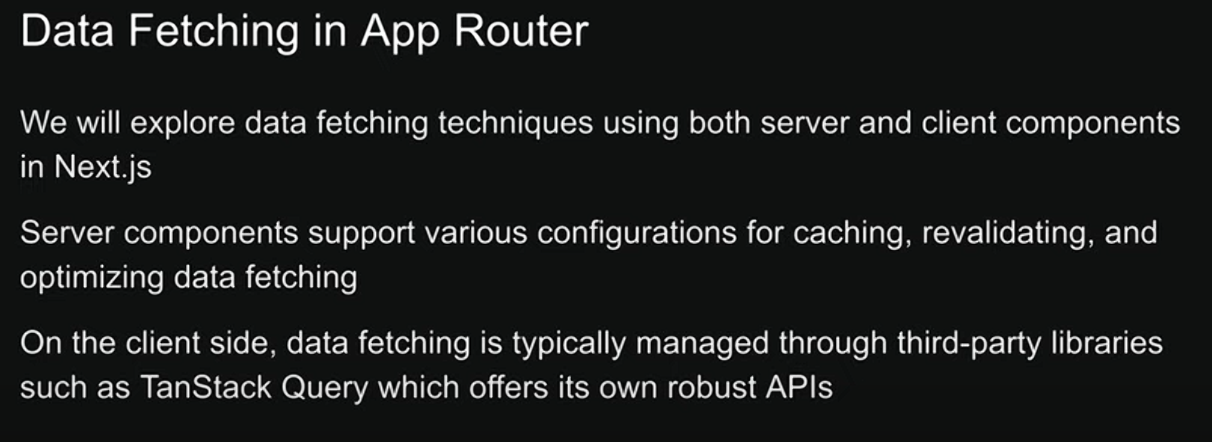 Data Fetching in App Router
We will explore data fetching techniques using both server and client components
in Next.js
Server components support various configurations for caching, revalidating, and
optimizing data fetching
On the client side, data fetching is typically managed through third-party libraries
such as TanStack Query which offers its own robust APIs